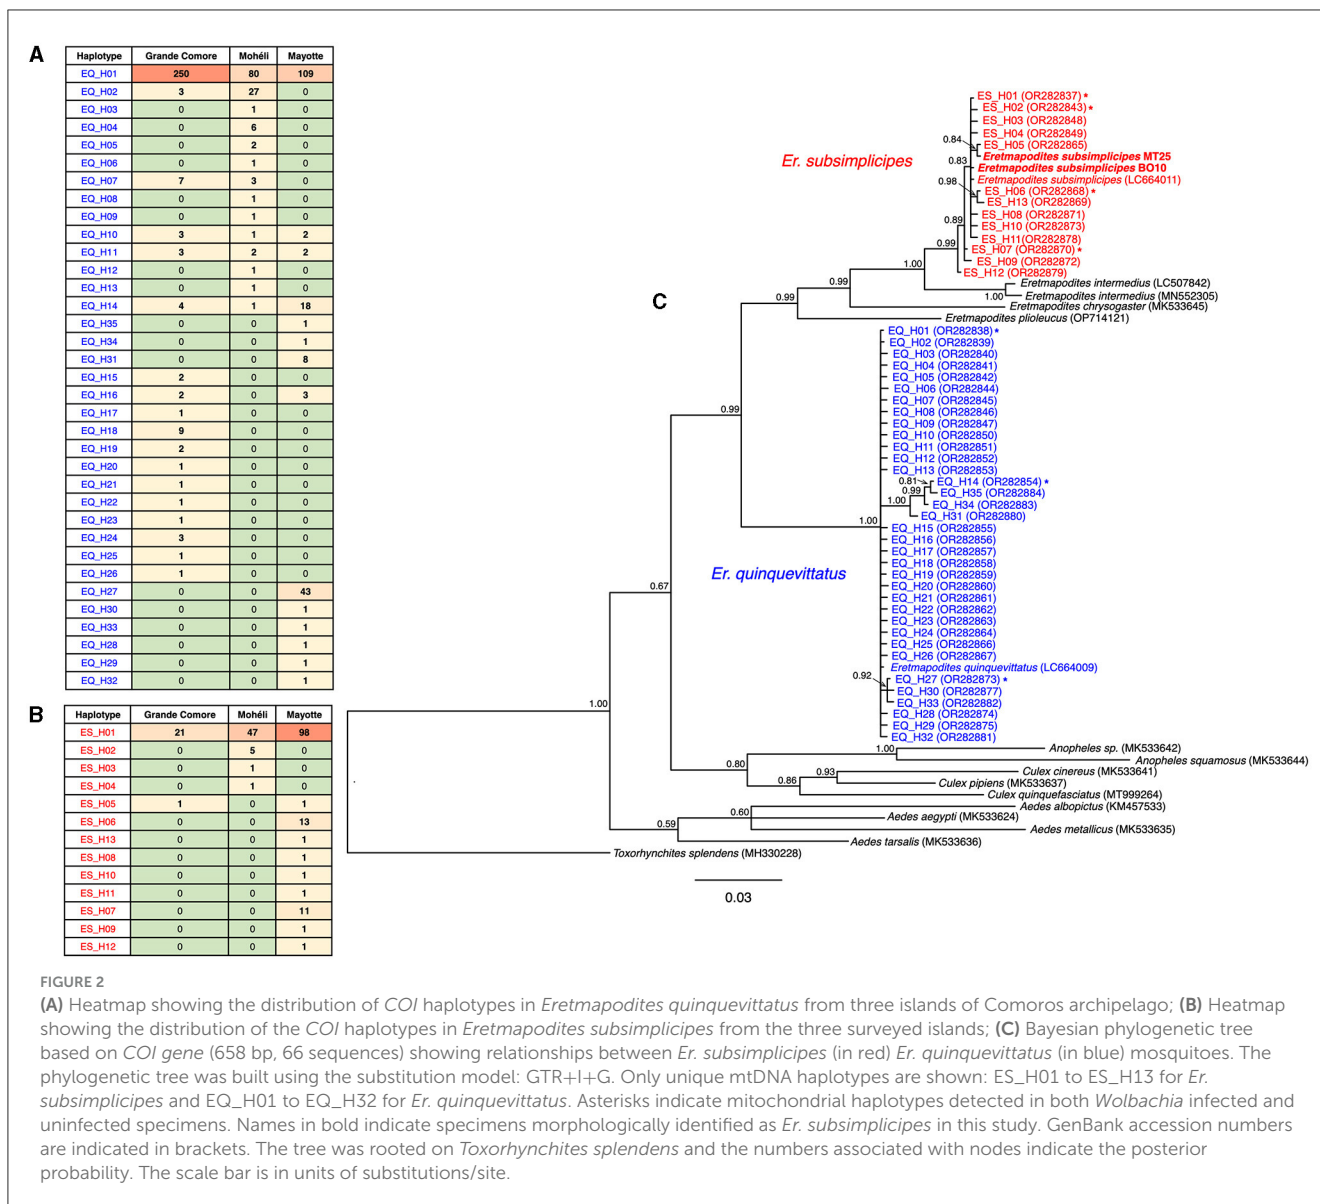 A
Haplotype Grande Comore Mohéli Mayotte
EQ_H01 250 80 109
EQ_H02 3 27 0
EQ_H03 0 1 0
EQ_H04 0 6 0
EQ_H05 0 2 0
EQ_H06 0 1 0
EQ_H07 7 3 0
EQ_H08 0 1 0
EQ_H09 0 1 0
EQ_H10 3 1 2
EQ_H11 3 2 2
EQ_H12 0 1 0
EQ_H13 0 1 0
EQ_H14 4 1 18
EQ_H35 0 0 1
EQ_H34 0 0 1
EQ_H31 0 0 8
EQ_H15 2 0 0
EQ_H16 2 0 3
EQ_H17 1 0 0
EQ_H18 9 0 0
EQ_H19 2 0 0
EQ_H20 1 0 0
EQ_H21 1 0 0
EQ_H22 1 0 0
EQ_H23 1 0 0
EQ_H24 3 0 0
EQ_H25 1 0 0
EQ_H26 1 0 0
EQ_H27 0 0 43
EQ_H30 0 0 1
EQ_H33 0 0 1
EQ_H28 0 0 1
EQ_H29 0 0 1
EQ_H32 0 0 1
B
Haplotype Grande Comore Mohéli Mayotte
ES_H01 21 47 98
ES_H02 0 5 0
ES_H03 0 1 0
ES_H04 0 1 0
ES_H05 1 0 1
ES_H06 0 0 13
ES_H13 0 0 1
ES_H08 0 0 1
ES_H10 0 0 1
ES_H11 0 0 1
ES_H07 0 0 11
ES_H09 0 0 1
ES_H12 0 0 1
C
Er. subsimplicipes
ES_H01 (OR282837) *
ES_H02 (OR282843) *
ES_H03 (OR282848)
ES_H04 (OR282849)
ES_H05 (OR282865)
Eretmapodites subsimplicipes MT25
Eretmapodites subsimplicipes BO10
Eretmapodites subsimplicipes (LC664011)
ES_H06 (OR282868) *
ES_H13 (OR282869)
ES_H08 (OR282871)
ES_H10 (OR282873)
ES_H11(OR282878)
ES_H07 (OR282870) *
ES_H09 (OR282872)
ES_H12 (OR282879)
Eretmapodites intermedius (LC507842)
Eretmapodites intermedius (MN552305)
Eretmapodites chrysogaster (MK533645)
Eretmapodites plioleucus (OP714121)
0.84
0.83
0.98
0.89
0.99
1.00
1.00
0.99
0.99
0.99
Er. quinquevittatus
EQ_H01 (OR282838) *
EQ_H02 (OR282839)
EQ_H03 (OR282840)
EQ_H04 (OR282841)
EQ_H05 (OR282842)
EQ_H06 (OR282844)
EQ_H07 (OR282845)
EQ_H08 (OR282846)
EQ_H09 (OR282847)
EQ_H10 (OR282850)
EQ_H11 (OR282851)
EQ_H12 (OR282852)
EQ_H13 (OR282853)
EQ_H14 (OR282854) *
EQ_H35 (OR282884)
EQ_H34 (OR282883)
EQ_H31 (OR282880)
EQ_H15 (OR282855)
EQ_H16 (OR282856)
EQ_H17 (OR282857)
EQ_H18 (OR282858)
EQ_H19 (OR282859)
EQ_H20 (OR282860)
EQ_H21 (OR282861)
EQ_H22 (OR282862)
EQ_H23 (OR282863)
EQ_H24 (OR282864)
EQ_H25 (OR282866)
EQ_H26 (OR282867)
Eretmapodites quinquevittatus (LC664009)
EQ_H27 (OR282873) *
EQ_H30 (OR282877)
EQ_H33 (OR282882)
EQ_H28 (OR282874)
EQ_H29 (OR282875)
EQ_H32 (OR282881)
0.81
0.99
1.00
1.00
0.92
0.67
1.00
Anopheles sp. (MK533642)
Anopheles squamosus (MK533644)
Culex cinereus (MK533641)
Culex pipiens (MK533637)
Culex quinquefasciatus (MT999264)
Aedes albopictus (KM457533)
Aedes aegypti (MK533624)
Aedes metallicus (MK533635)
Aedes tarsalis (MK533636)
Toxorhynchites splendens (MH330228)
1.00
0.80
0.93
0.86
0.60
0.59
0.03
FIGURE 2
(A) Heatmap showing the distribution of COI haplotypes in Eretmapodites quinquevittatus from three islands of Comoros archipelago; (B) Heatmap
showing the distribution of the COI haplotypes in Eretmapodites subsimplicipes from the three surveyed islands; (C) Bayesian phylogenetic tree
based on COI gene (658 bp, 66 sequences) showing relationships between Er. subsimplicipes (in red) Er. quinquevittatus (in blue) mosquitoes. The
phylogenetic tree was built using the substitution model: GTR+I+G. Only unique mtDNA haplotypes are shown: ES_H01 to ES_H13 for Er.
subsimplicipes and EQ_H01 to EQ_H32 for Er. quinquevittatus. Asterisks indicate mitochondrial haplotypes detected in both Wolbachia infected and
uninfected specimens. Names in bold indicate specimens morphologically identified as Er. subsimplicipes in this study. GenBank accession numbers
are indicated in brackets. The tree was rooted on Toxorhynchites splendens and the numbers associated with nodes indicate the posterior
probability. The scale bar is in units of substitutions/site.